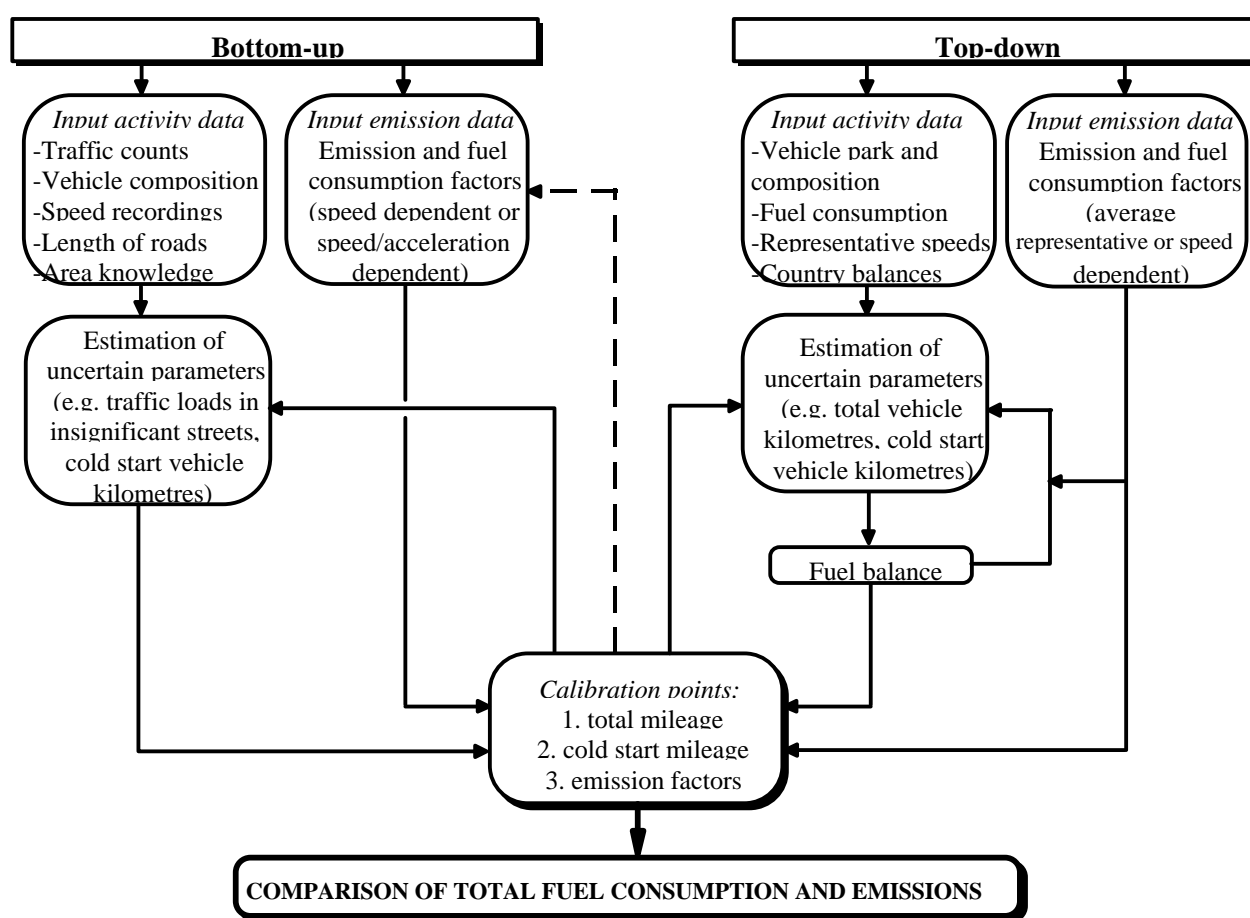 Bottom-up
Top-down
Input activity data
-Traffic counts
-Vehicle composition
-Speed recordings
-Length of roads
-Area knowledge
Input emission data
Emission and fuel
consumption factors
(speed dependent or
speed/acceleration
dependent)
Input activity data
-Vehicle park and
composition
-Fuel consumption
-Representative speeds
-Country balances
Input emission data
Emission and fuel
consumption factors
(average
representative or speed
dependent)
Estimation of
uncertain parameters
(e.g. traffic loads in
insignificant streets,
cold start vehicle
kilometres)
Estimation of
uncertain parameters
(e.g. total vehicle
kilometres, cold start
vehicle kilometres)
Fuel balance
Calibration points:
1. total mileage
2. cold start mileage
3. emission factors
COMPARISON OF TOTAL FUEL CONSUMPTION AND EMISSIONS